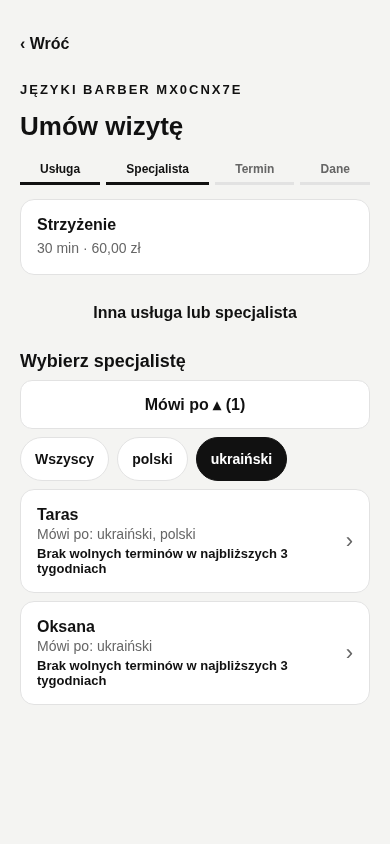 ‹ Wróć
JĘZYKI BARBER MX0CNX7E
Umów wizytę
Usługa
Specjalista
Termin
Dane
Strzyżenie
30 min · 60,00 zł
Inna usługa lub specjalista
Wybierz specjalistę
Mówi po ▴ (1)
Wszyscy
polski
ukraiński
Taras
Mówi po: ukraiński, polski
Brak wolnych terminów w najbliższych 3
tygodniach
›
Oksana
Mówi po: ukraiński
Brak wolnych terminów w najbliższych 3
tygodniach
›